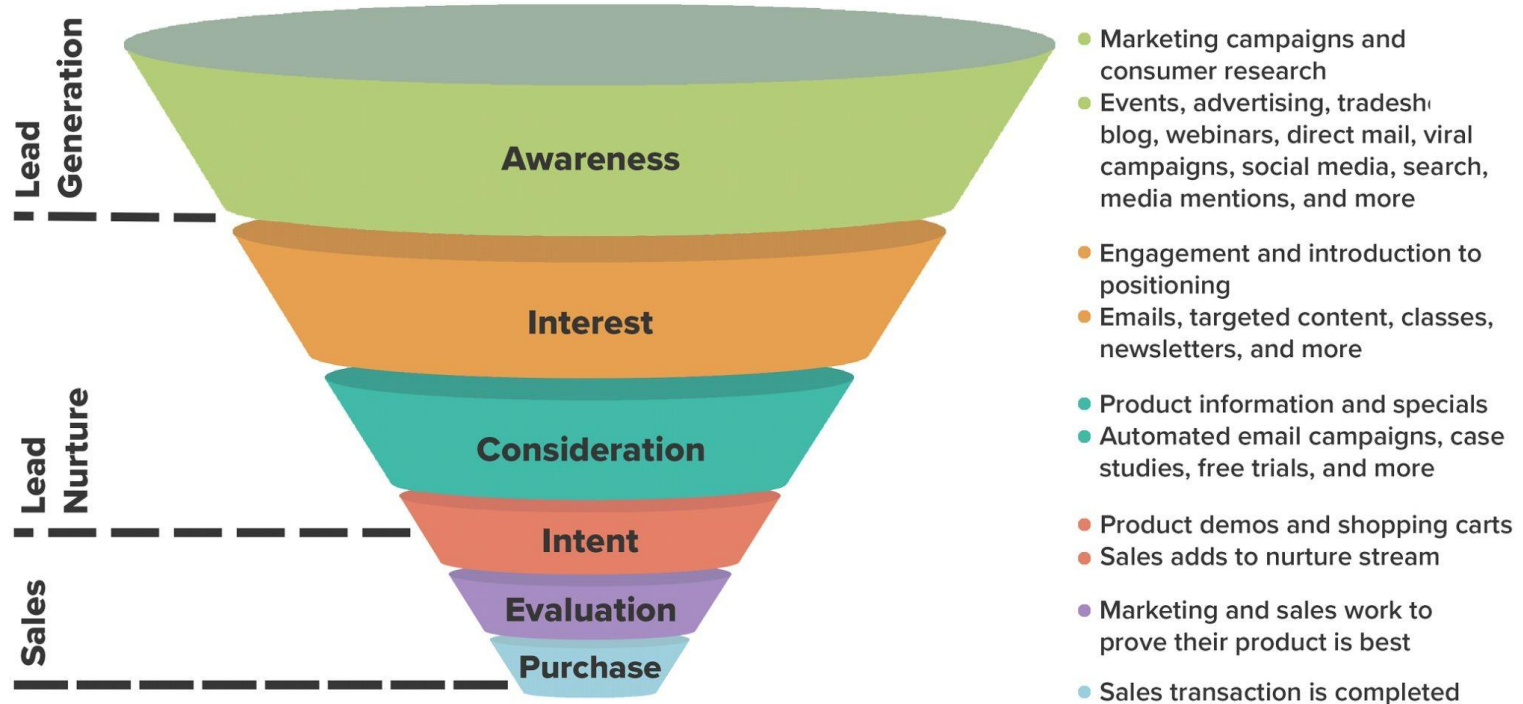 Lead
Generation
Awareness
Marketing campaigns and
consumer research
Events, advertising,
blog, webinars, direct mail, viral
campaigns, social media, search,
media mentions, and more
Interest
Engagement and introduction to
positioning
Emails, targeted content, classes,
newsletters, and more
Lead
Nurture
Consideration
Product information and specials
Automated email campaigns, case
studies, free trials, and more
Intent
Product demos and shopping carts
Sales adds to nurture stream
Sales
Evaluation
Marketing and sales work to
prove their product is best
Purchase
Sales transaction is completed